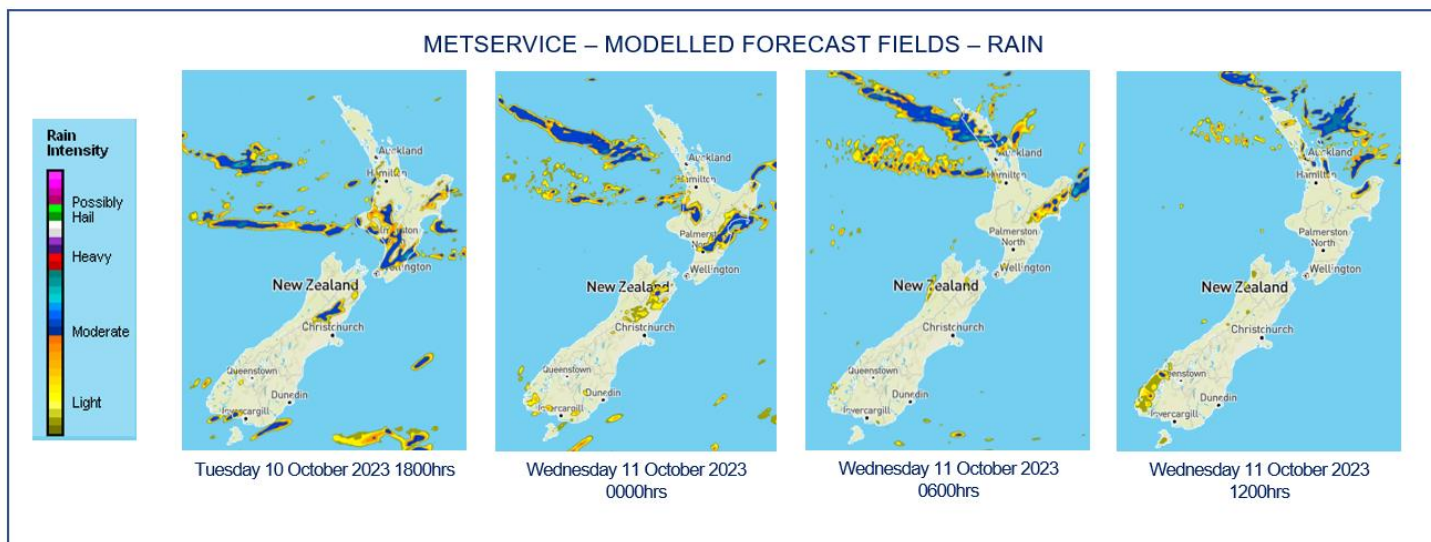 METSERVICE – MODELLED FORECAST FIELDS – RAIN
Rain
Intensity
Possibly
Hail
Heavy
Moderate
Light
Auckland
Hamilton
Wellington
New Zealand
Christchurch
Queenstown
Dunedin
Invercargill
Tuesday 10 October 2023 1800hrs
Auckland
Hamilton
Palmerston
North
Wellington
New Zealand
Christchurch
Queenstown
Dunedin
Invercargill
Wednesday 11 October 2023
0000hrs
Auckland
Hamilton
Palmerston
North
Wellington
New Zealand
Christchurch
Queenstown
Dunedin
Invercargill
Wednesday 11 October 2023
0600hrs
Auckland
Hamilton
Palmerston
North
Wellington
New Zealand
Christchurch
Queenstown
Dunedin
Invercargill
Wednesday 11 October 2023
1200hrs